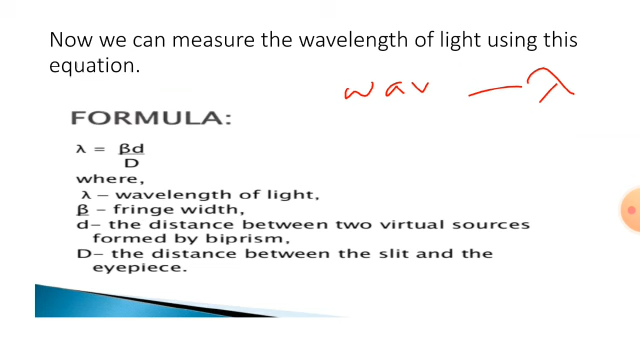 Now we can measure the wavelength of light using this
equation.
wav — λ
FORMULA:
λ = βd
D
where,
λ – wavelength of light,
β – fringe width,
d– the distance between two virtual sources
formed by biprism,
D– the distance between the slit and the
eyepiece.